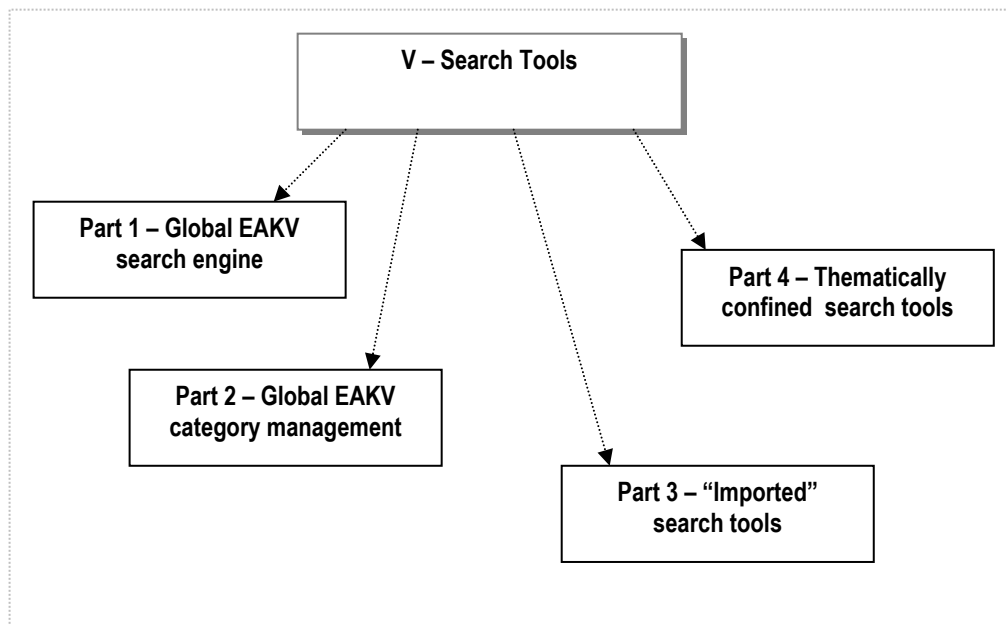 V – Search Tools
Part 1 – Global EAKV
search engine
Part 2 – Global EAKV
category management
Part 3 – “Imported”
search tools
Part 4 – Thematically
confined search tools